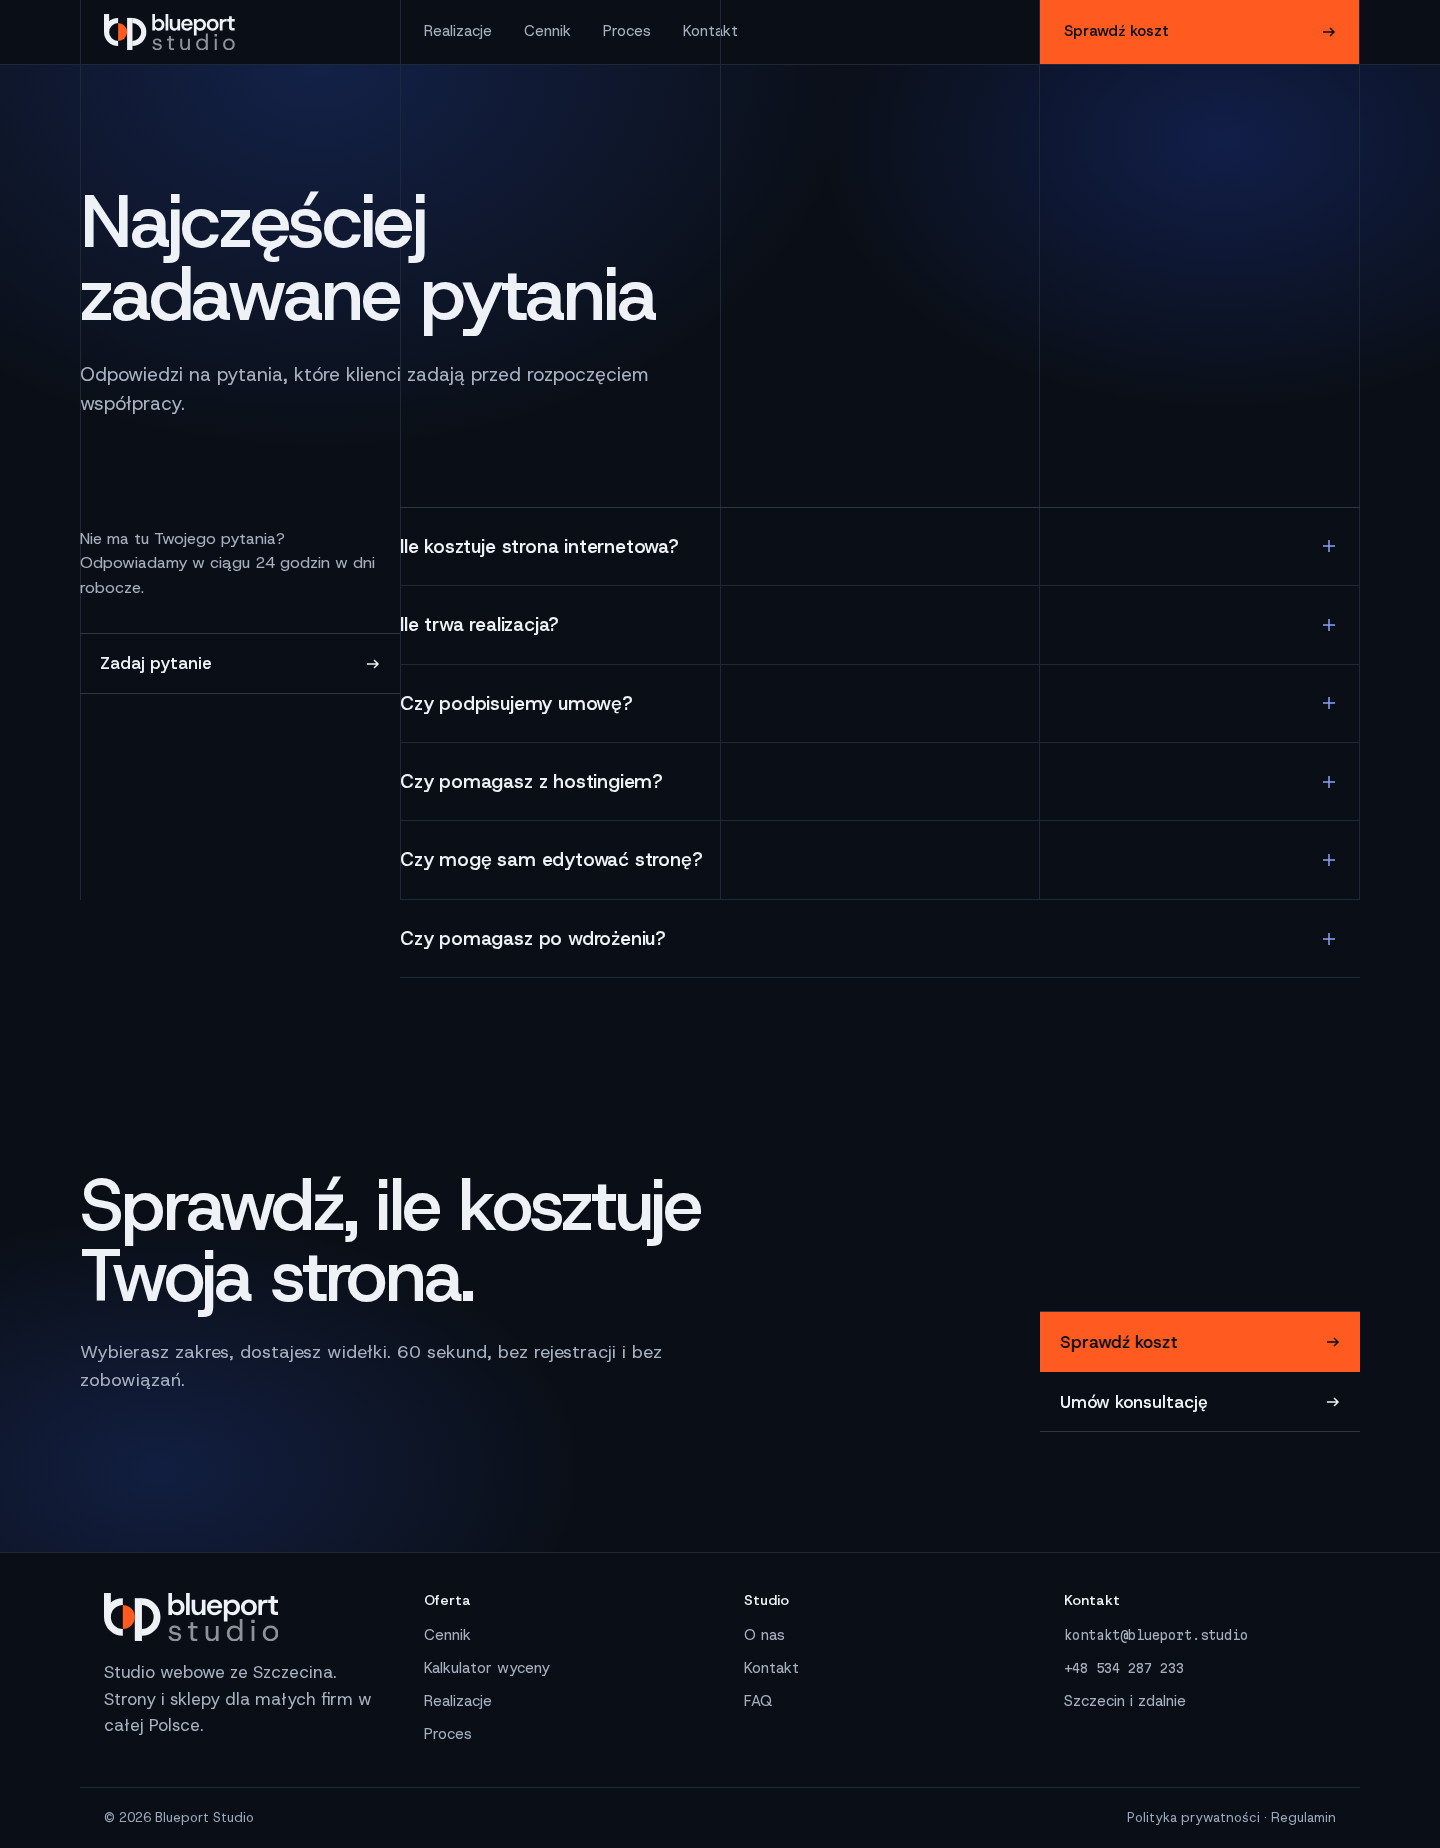 blueport
studio
Realizacje
Cennik
Proces
Kontakt
Sprawdź koszt
Najczęściej
zadawane pytania
Odpowiedzi na pytania, które klienci zadają przed rozpoczęciem
współpracy.
Nie ma tu Twojego pytania?
Odpowiadamy w ciągu 24 godzin w dni
robocze.
Zadaj pytanie
Ile kosztuje strona internetowa?
Ile trwa realizacja?
Czy podpisujemy umowę?
Czy pomagasz z hostingiem?
Czy mogę sam edytować stronę?
Czy pomagasz po wdrożeniu?
Sprawdź, ile kosztuje
Twoja strona.
Wybierasz zakres, dostajesz widełki. 60 sekund, bez rejestracji i bez
zobowiązań.
Sprawdź koszt
Umów konsultację
blueport
studio
Studio webowe ze Szczecina.
Strony i sklepy dla małych firm w
całej Polsce.
Oferta
Cennik
Kalkulator wyceny
Realizacje
Proces
Studio
O nas
Kontakt
FAQ
Kontakt
kontakt@blueport.studio
+48 534 287 233
Szczecin i zdalnie
© 2026 Blueport Studio
Polityka prywatności · Regulamin